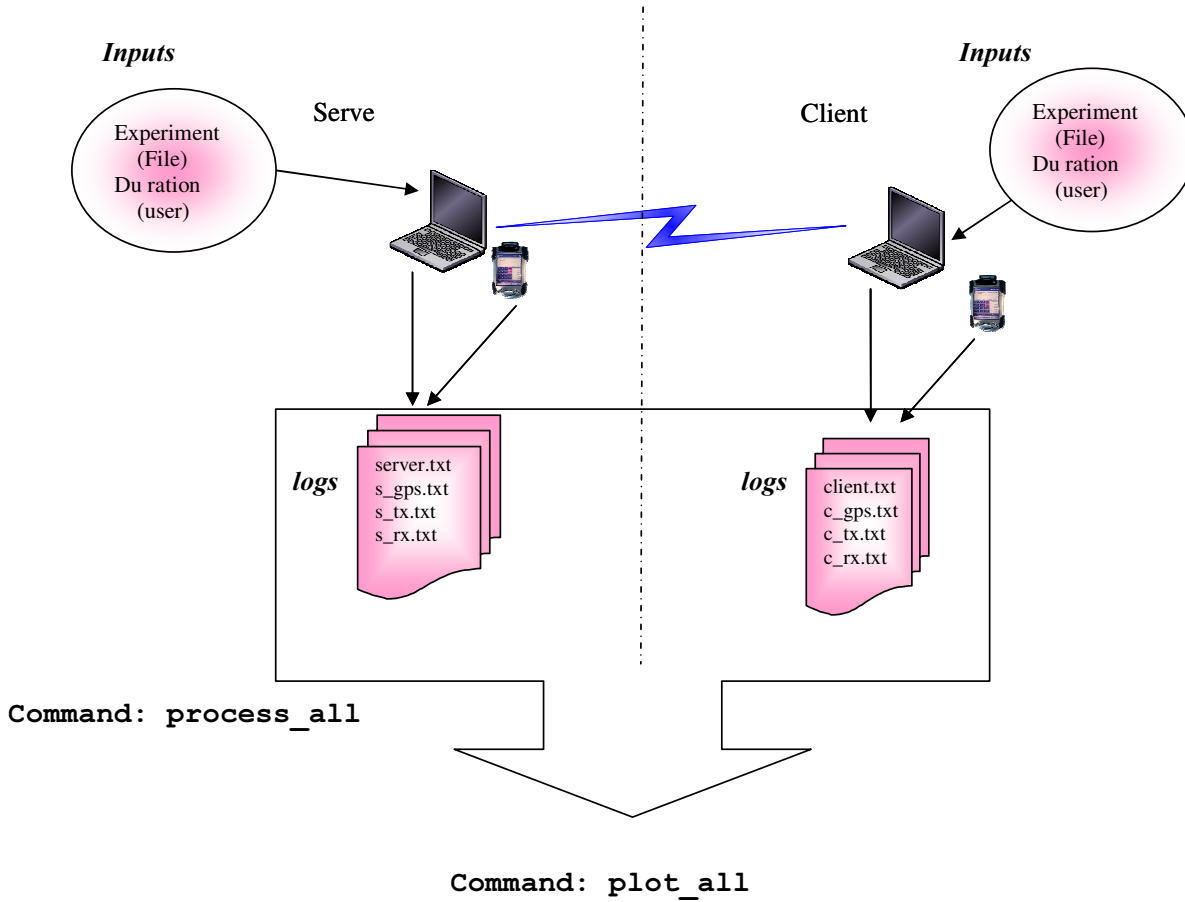 Inputs
Inputs
Serve
Client
Experiment
(File)
Du ration
(user)
Experiment
(File)
Du ration
(user)
logs
server.txt
s_gps.txt
s_tx.txt
s_rx.txt
logs
client.txt
c_gps.txt
c_tx.txt
c_rx.txt
Command: process_all
Command: plot_all